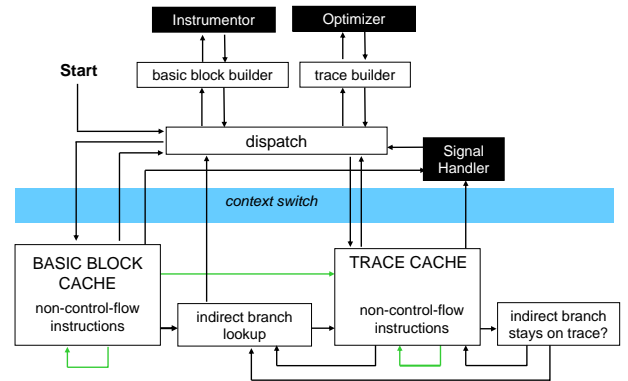 Instrumentor
Optimizer
basic block builder
trace builder
Start
dispatch
Signal
Handler
context switch
BASIC BLOCK
CACHE
non-control-flow
instructions
indirect branch
lookup
TRACE CACHE
non-control-flow
instructions
indirect branch
stays on trace?